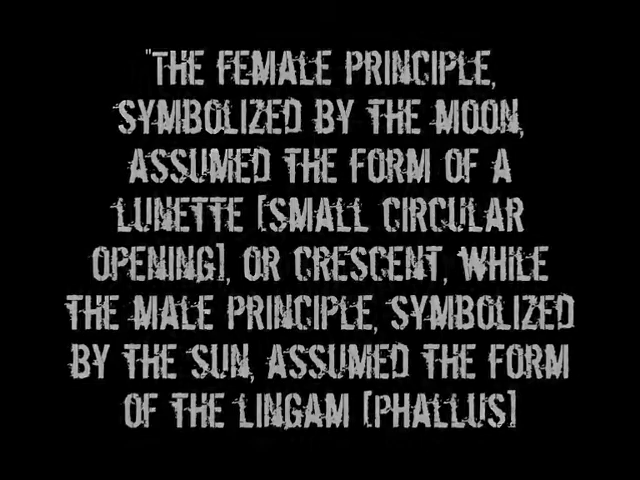 "THE FEMALE PRINCIPLE,
SYMBOLIZED BY THE MOON,
ASSUMED THE FORM OF A
LUNETTE [SMALL CIRCULAR
OPENING], OR CRESCENT, WHILE
THE MALE PRINCIPLE, SYMBOLIZED
BY THE SUN, ASSUMED THE FORM
OF THE LINGAM [PHALLUS]